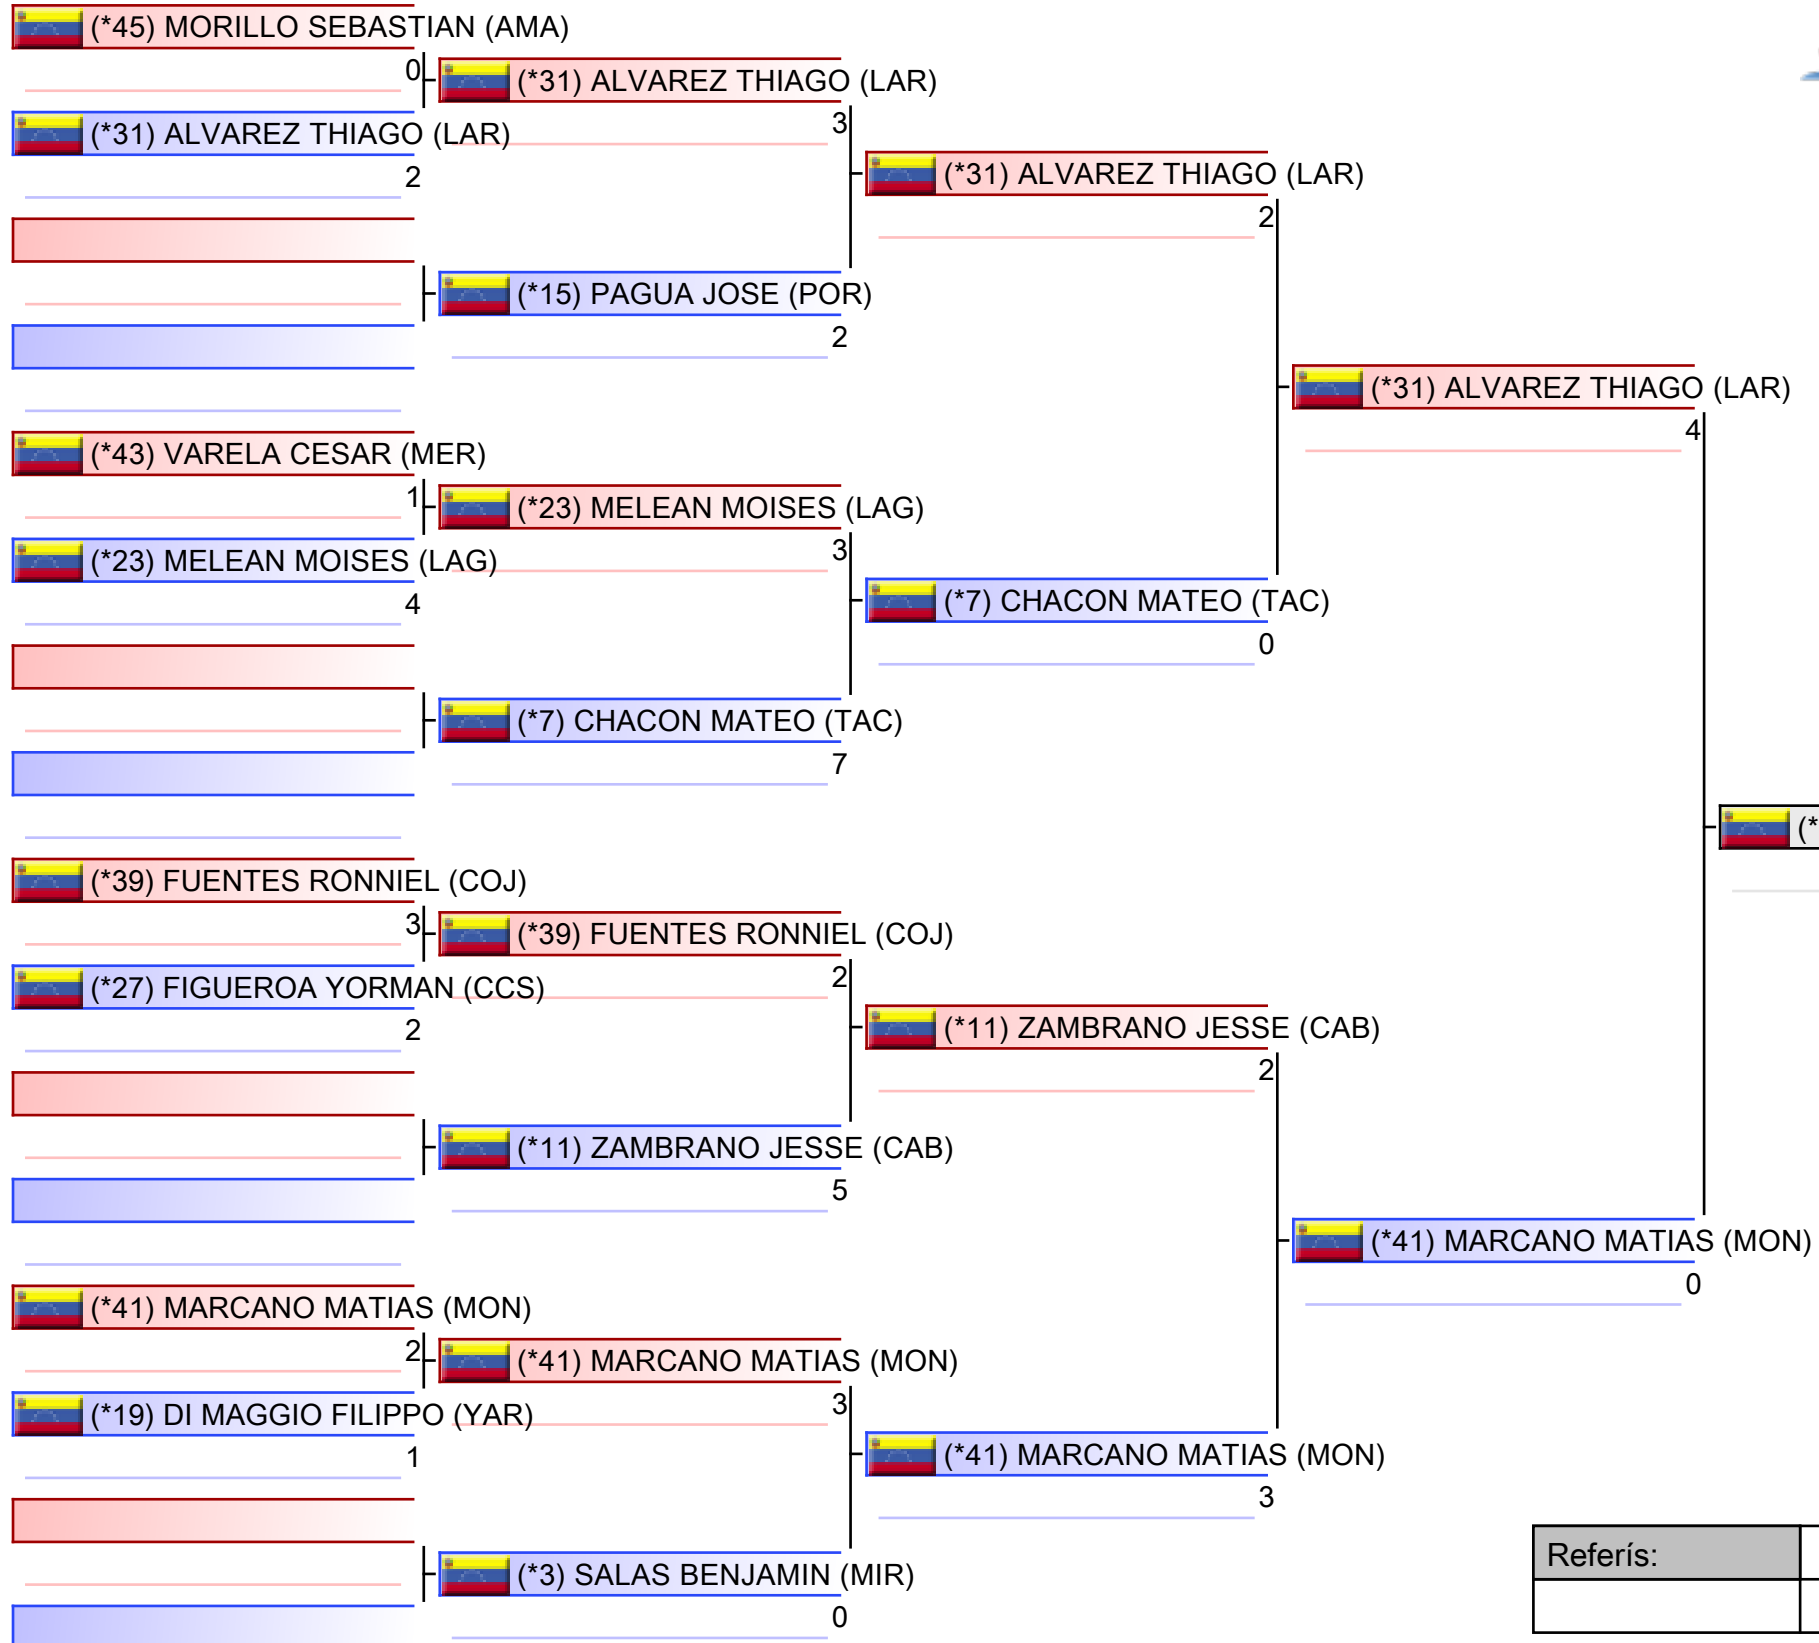 (*45) MORILLO SEBASTIAN (AMA)
0
(*31) ALVAREZ THIAGO (LAR)
(*31) ALVAREZ THIAGO (LAR)
3
2
(*31) ALVAREZ THIAGO (LAR)
2
(*15) PAGUA JOSE (POR)
2
(*31) ALVAREZ THIAGO (LAR)
4
(*43) VARELA CESAR (MER)
1
(*23) MELEAN MOISES (LAG)
3
(*23) MELEAN MOISES (LAG)
4
(*7) CHACON MATEO (TAC)
0
(*7) CHACON MATEO (TAC)
7
(*
(*39) FUENTES RONNIEL (COJ)
3
(*39) FUENTES RONNIEL (COJ)
2
(*27) FIGUEROA YORMAN (CCS)
2
(*11) ZAMBRANO JESSE (CAB)
2
(*11) ZAMBRANO JESSE (CAB)
5
(*41) MARCANO MATIAS (MON)
0
(*41) MARCANO MATIAS (MON)
2
(*41) MARCANO MATIAS (MON)
3
(*19) DI MAGGIO FILIPPO (YAR)
1
(*41) MARCANO MATIAS (MON)
3
(*3) SALAS BENJAMIN (MIR)
0
Referís: